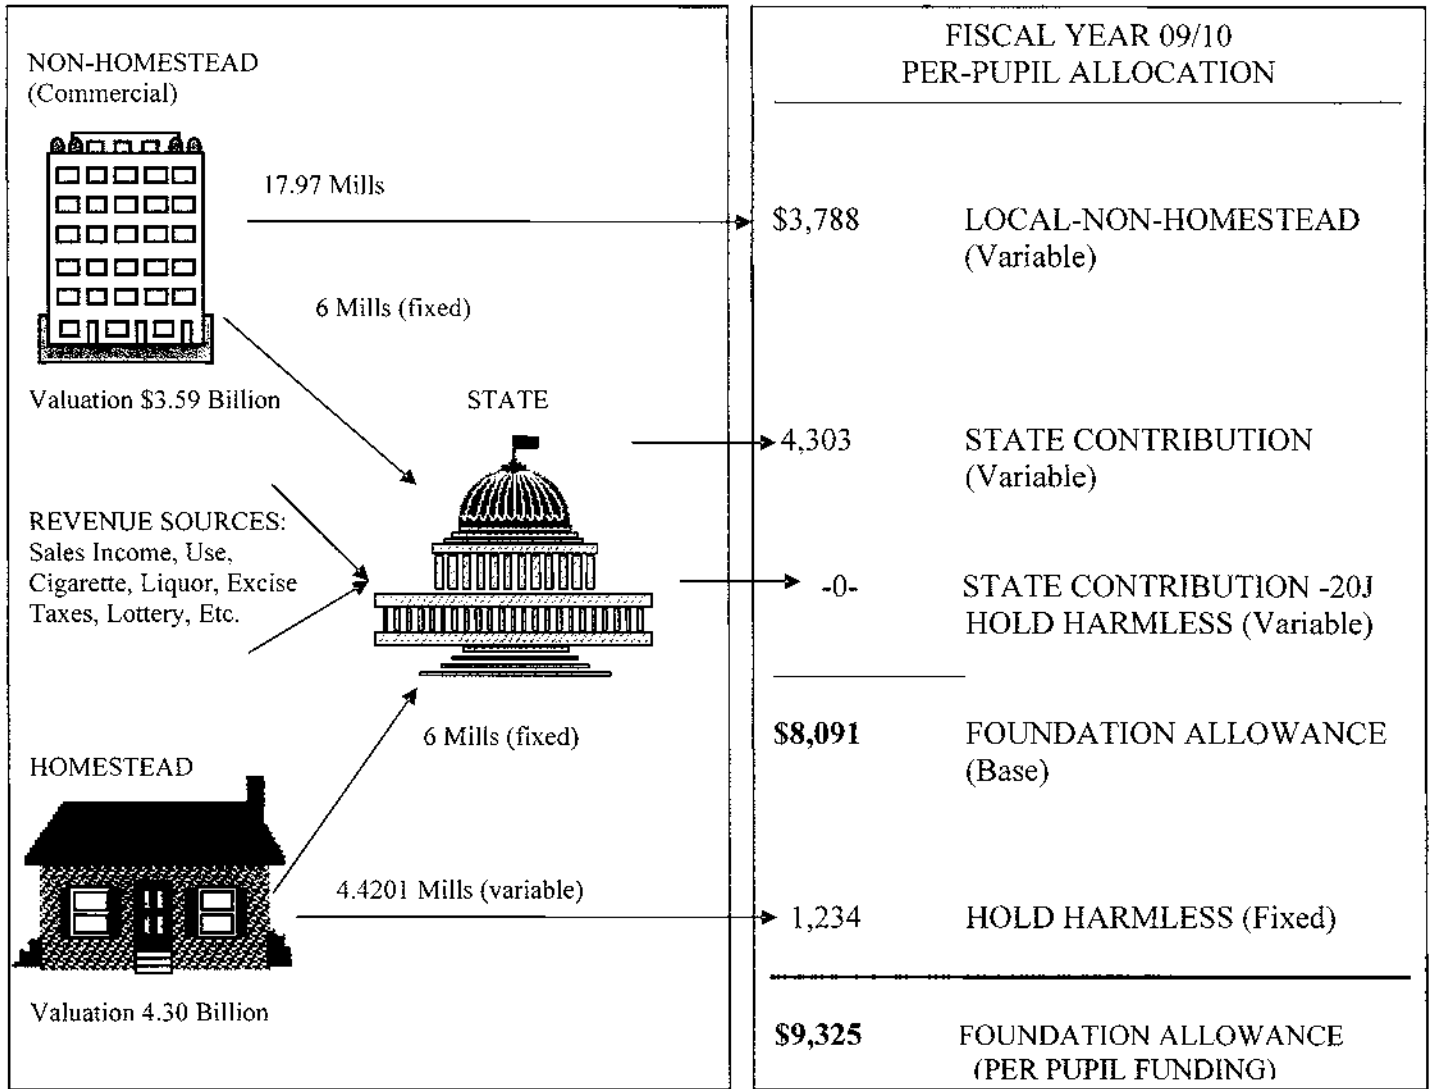 NON-HOMESTEAD
(Commercial)
17.97 Mills
6 Mills (fixed)
Valuation $3.59 Billion
STATE
REVENUE SOURCES:
Sales Income, Use,
Cigarette, Liquor, Excise
Taxes, Lottery, Etc.
6 Mills (fixed)
HOMESTEAD
4.4201 Mills (variable)
Valuation 4.30 Billion
FISCAL YEAR 09/10
PER-PUPIL ALLOCATION
$3,788 LOCAL-NON-HOMESTEAD
(Variable)
4,303 STATE CONTRIBUTION
(Variable)
-0- STATE CONTRIBUTION -20J
HOLD HARMLESS (Variable)
$8,091 FOUNDATION ALLOWANCE
(Base)
1,234 HOLD HARMLESS (Fixed)
$9,325 FOUNDATION ALLOWANCE
(PER PUPIL FUNDING)